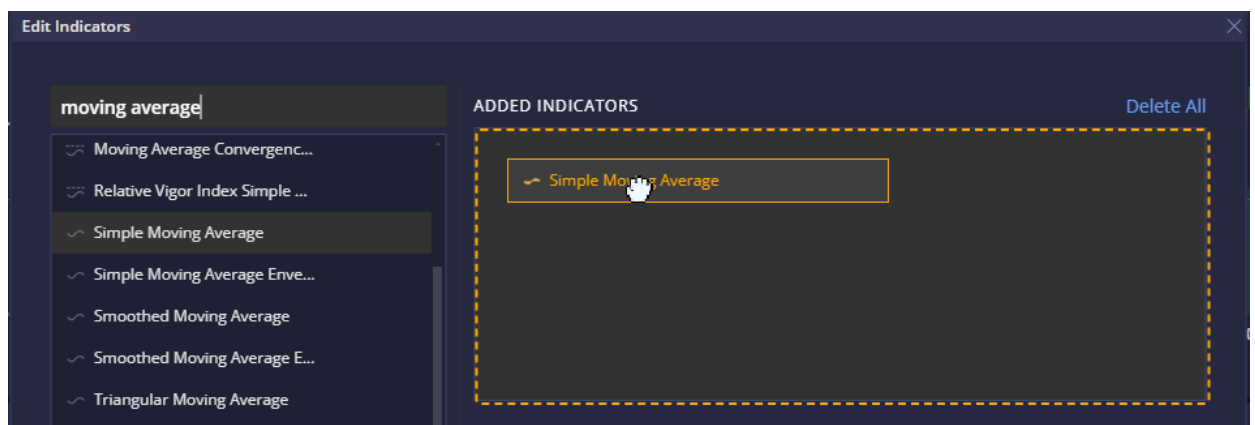 Edit Indicators
moving average
ADDED INDICATORS
Delete All
Moving Average Convergenc...
Relative Vigor Index Simple ...
Simple Moving Average
Simple Moving Average Enve...
Smoothed Moving Average
Smoothed Moving Average E...
Triangular Moving Average
Simple Moving Average